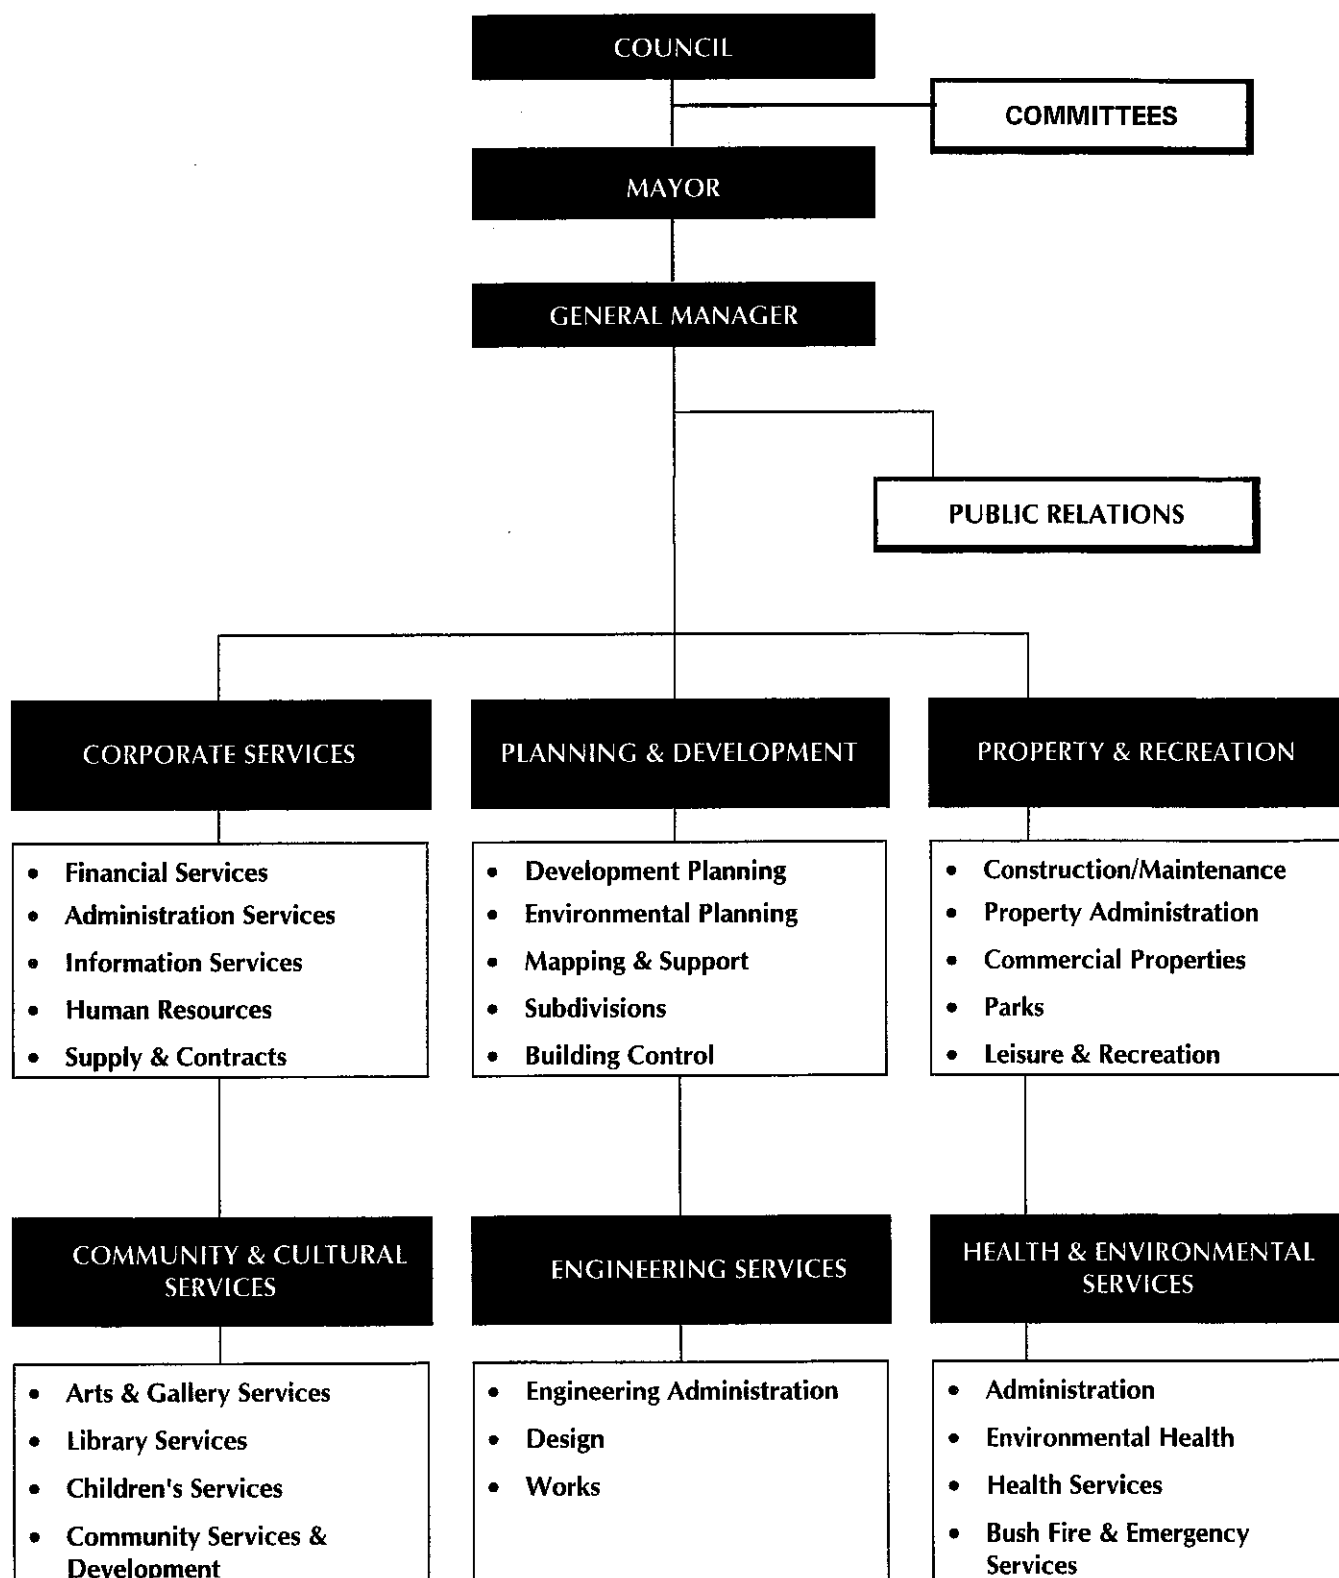 COUNCIL
COMMITTEES
MAYOR
GENERAL MANAGER
PUBLIC RELATIONS
CORPORATE SERVICES
• Financial Services
• Administration Services
• Information Services
• Human Resources
• Supply & Contracts
PLANNING & DEVELOPMENT
• Development Planning
• Environmental Planning
• Mapping & Support
• Subdivisions
• Building Control
PROPERTY & RECREATION
• Construction/Maintenance
• Property Administration
• Commercial Properties
• Parks
• Leisure & Recreation
COMMUNITY & CULTURAL
SERVICES
• Arts & Gallery Services
• Library Services
• Children's Services
• Community Services &
Development
ENGINEERING SERVICES
• Engineering Administration
• Design
• Works
HEALTH & ENVIRONMENTAL
SERVICES
• Administration
• Environmental Health
• Health Services
• Bush Fire & Emergency
Services